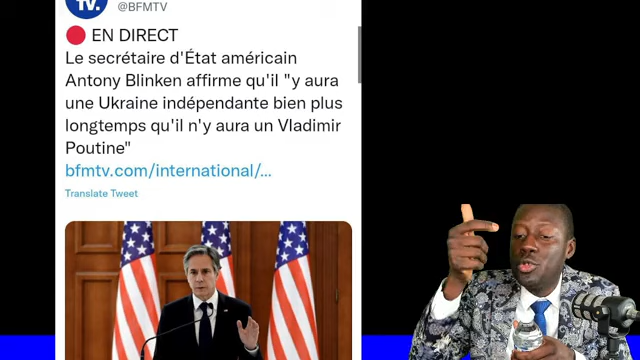 tv.
@BFMTV
EN DIRECT
Le secrétaire d'État américain
Antony Blinken affirme qu'il "y aura
une Ukraine indépendante bien plus
longtemps qu'il n'y aura un Vladimir
Poutine"
bfmtv.com/international/...
Translate Tweet